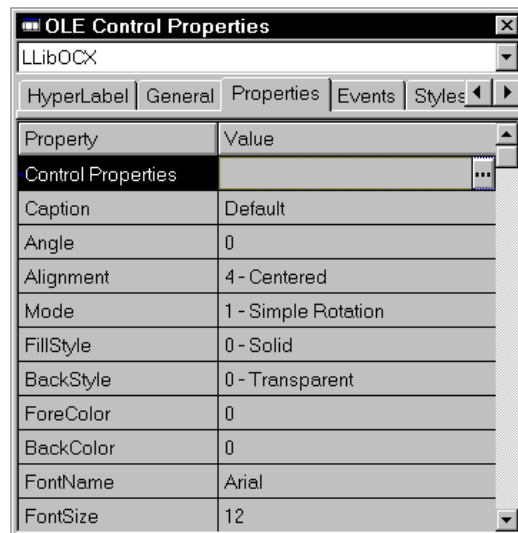 OLE Control Properties
LLibOCX
HyperLabel General Properties Events Styles
Property Value
Control Properties ...
Caption Default
Angle 0
Alignment 4 - Centered
Mode 1 - Simple Rotation
FillStyle 0 - Solid
BackStyle 0 - Transparent
ForeColor 0
BackColor 0
FontName Arial
FontSize 12